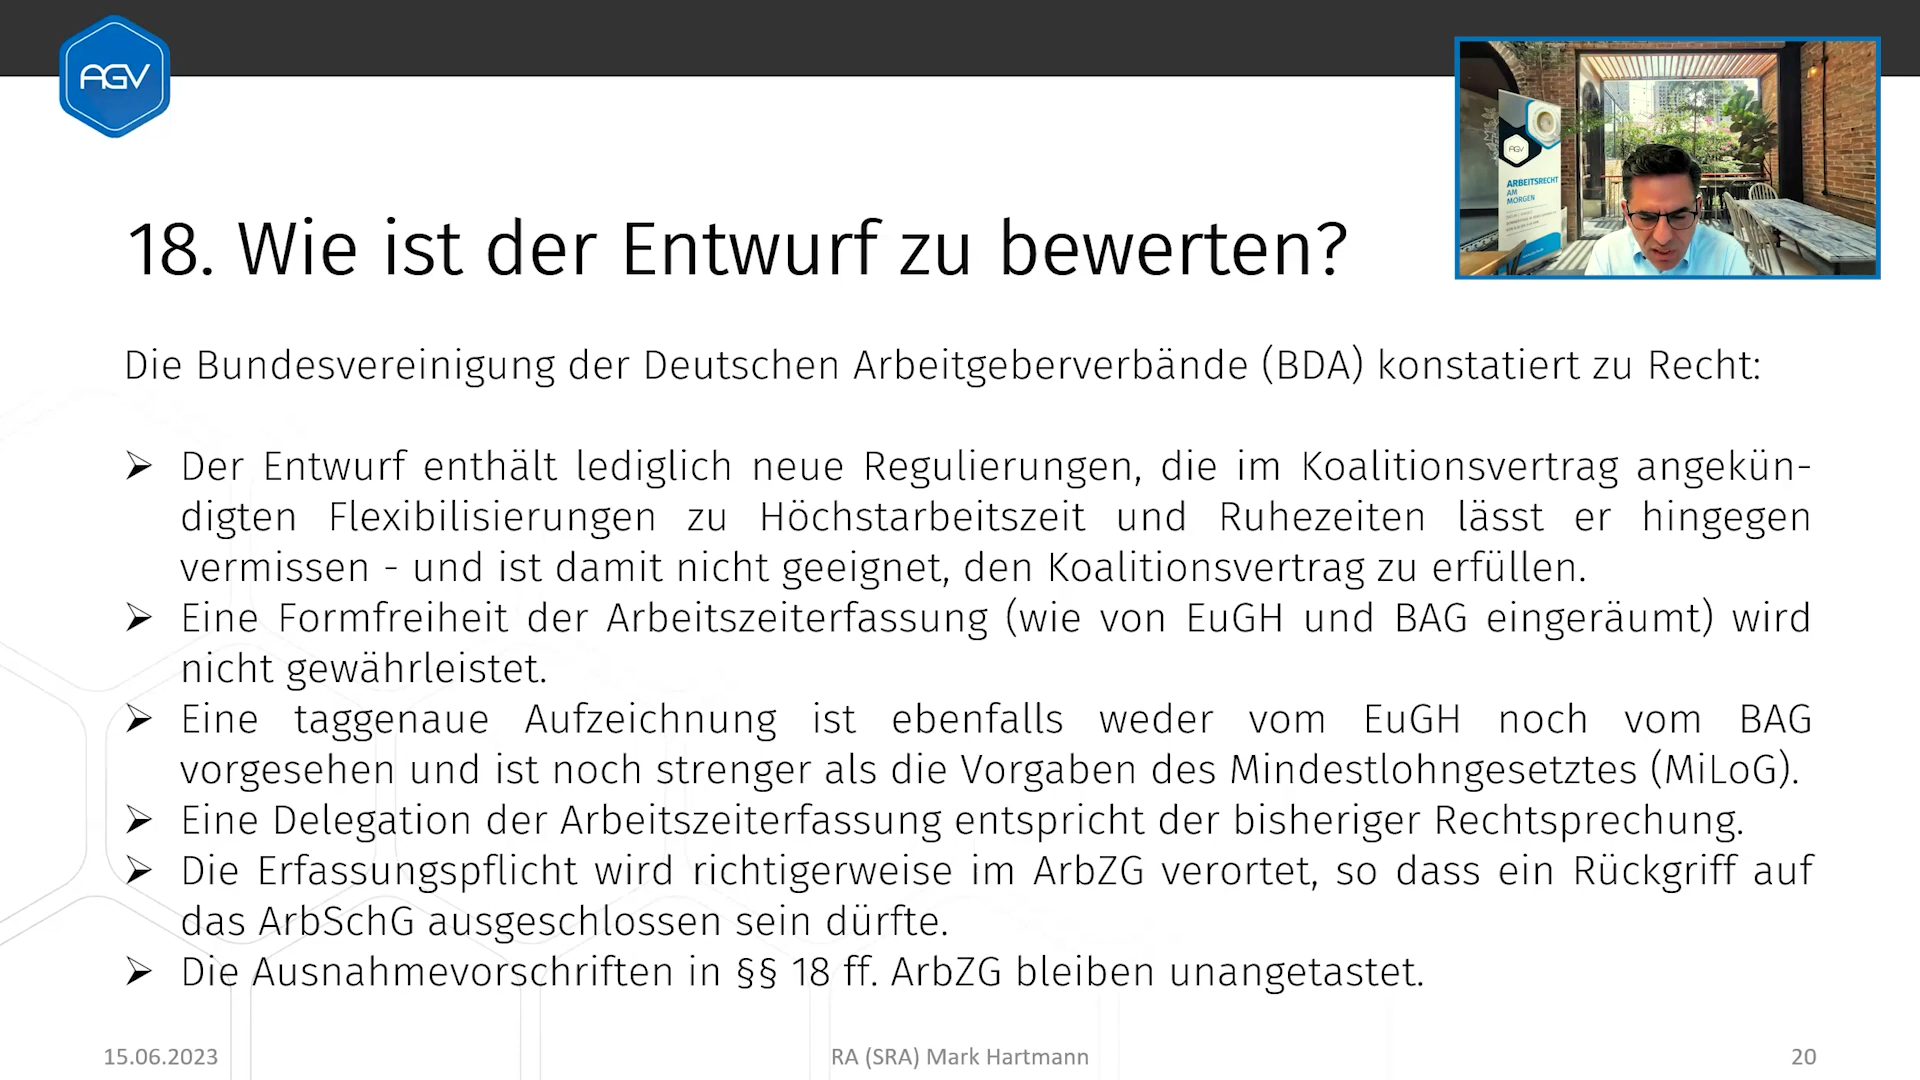 AGV
AGV
ARBEITSRECHT
AM
MORGEN
18. Wie ist der Entwurf zu bewerten?
Die Bundesvereinigung der Deutschen Arbeitgeberverbände (BDA) konstatiert zu Recht:
➢ Der Entwurf enthält lediglich neue Regulierungen, die im Koalitionsvertrag angekün-
digten Flexibilisierungen zu Höchstarbeitszeit und Ruhezeiten lässt er hingegen
vermissen - und ist damit nicht geeignet, den Koalitionsvertrag zu erfüllen.
➢ Eine Formfreiheit der Arbeitszeiterfassung (wie von EuGH und BAG eingeräumt) wird
nicht gewährleistet.
➢ Eine taggenaue Aufzeichnung ist ebenfalls weder vom EuGH noch vom BAG
vorgesehen und ist noch strenger als die Vorgaben des Mindestlohngesetztes (MiLoG).
➢ Eine Delegation der Arbeitszeiterfassung entspricht der bisheriger Rechtsprechung.
➢ Die Erfassungspflicht wird richtigerweise im ArbZG verortet, so dass ein Rückgriff auf
das ArbSchG ausgeschlossen sein dürfte.
➢ Die Ausnahmevorschriften in §§ 18 ff. ArbZG bleiben unangetastet.
15.06.2023
RA (SRA) Mark Hartmann
20